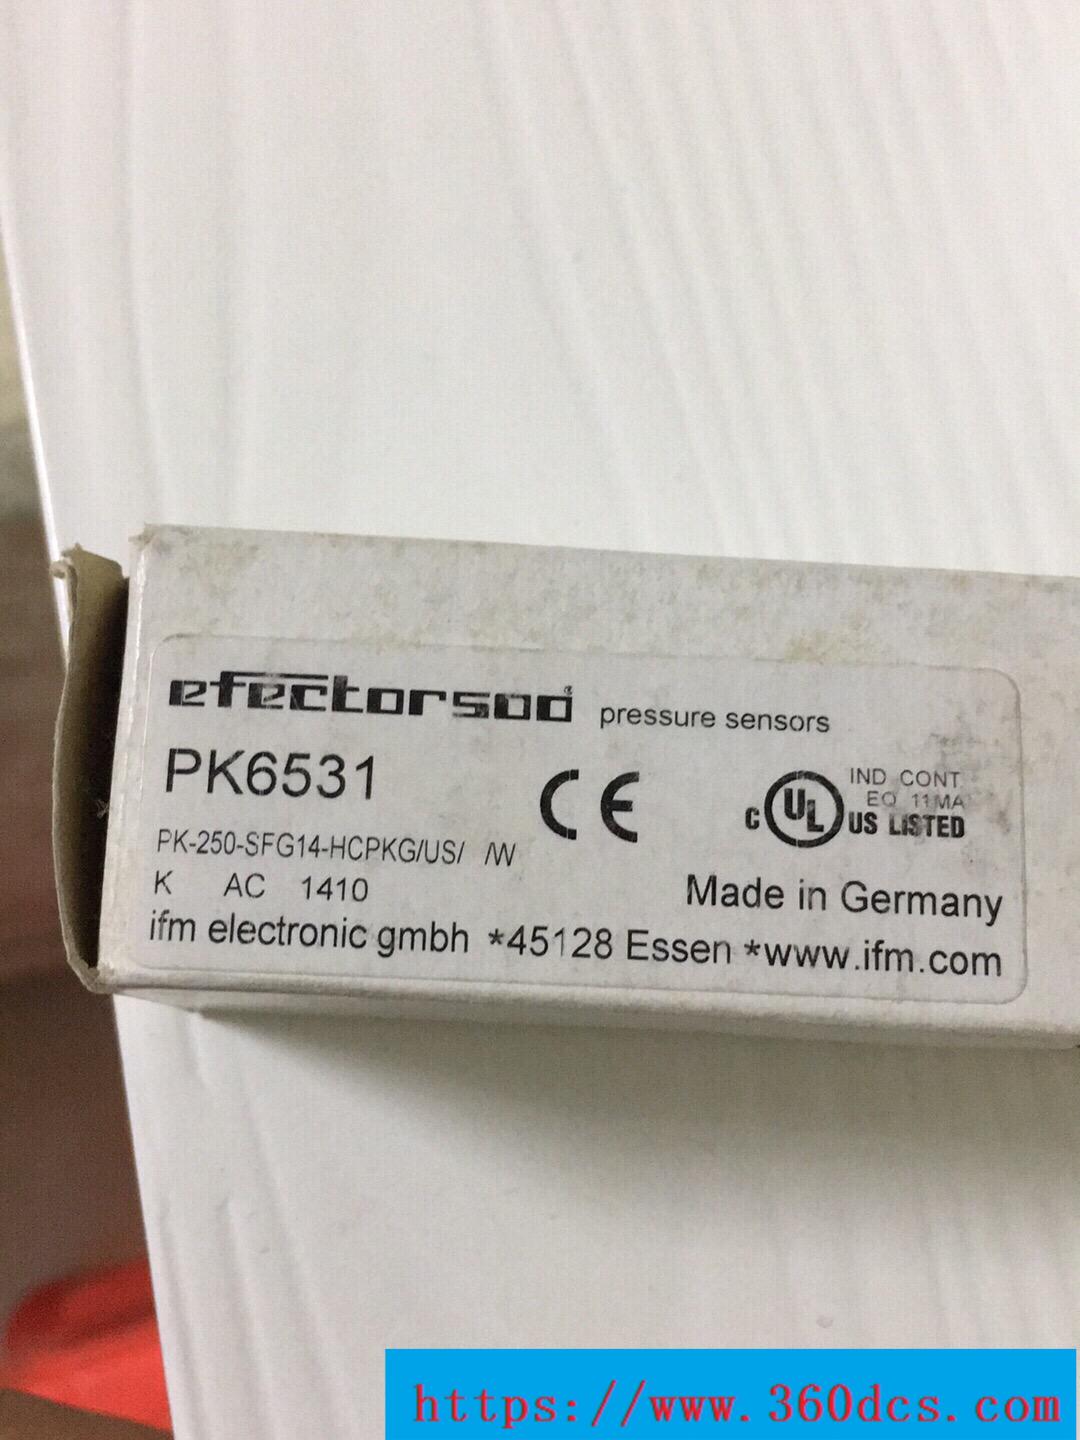 efectorsod® pressure sensors
PK6531
CE
c UL US LISTED
IND CONT
EQ 11MA
PK-250-SFG14-HCPKG/US/ /W
K AC 1410
Made in Germany
ifm electronic gmbh *45128 Essen *www.ifm.com
https://www.360dcs.com